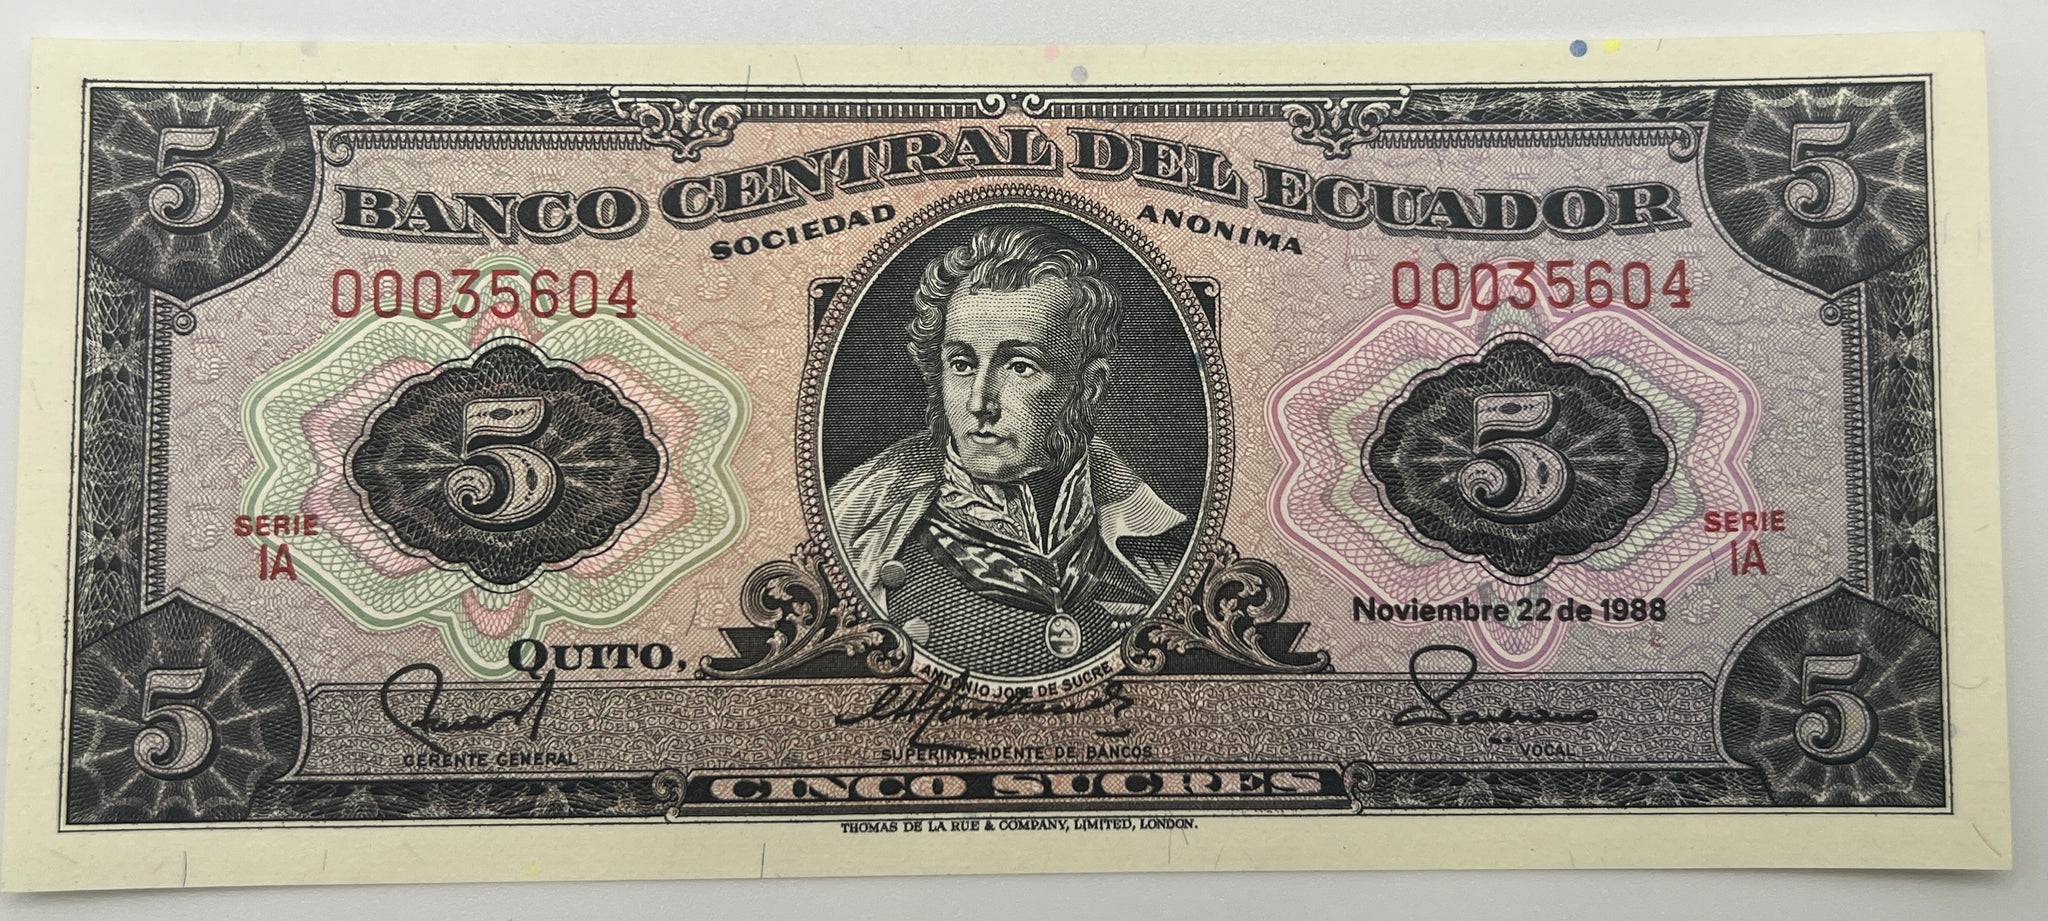 5 5
BANCO CENTRAL DEL ECUADOR
SOCIEDAD ANONIMA
00035604 00035604
5 5
SERIE SERIE
IA IA
Noviembre 22 de 1988
QUITO,
ANTONIO JOSE DE SUCRE
GERENTE GENERAL SUPERINTENDENTE DE BANCOS VOCAL
5 5
CINCO SUCRES
THOMAS DE LA RUE & COMPANY, LIMITED, LONDON.